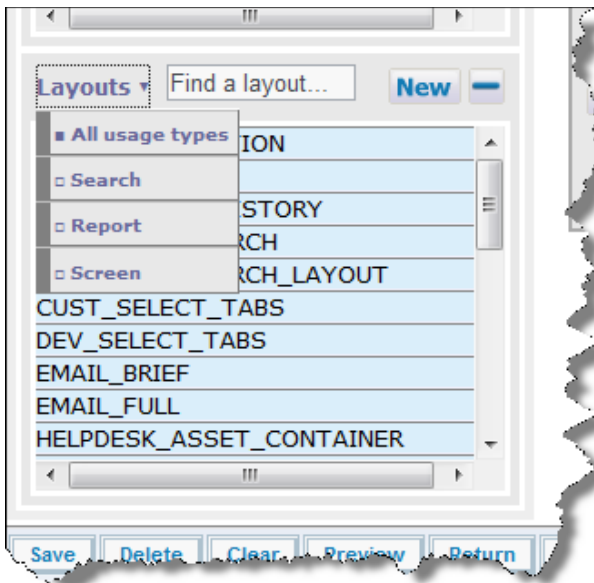 Layouts ▾ Find a layout... New
All usage types
TION
Search
Report
STORY
RCH
Screen
RCH_LAYOUT
CUST_SELECT_TABS
DEV_SELECT_TABS
EMAIL_BRIEF
EMAIL_FULL
HELPDESK_ASSET_CONTAINER
Save Delete Clear Preview Return